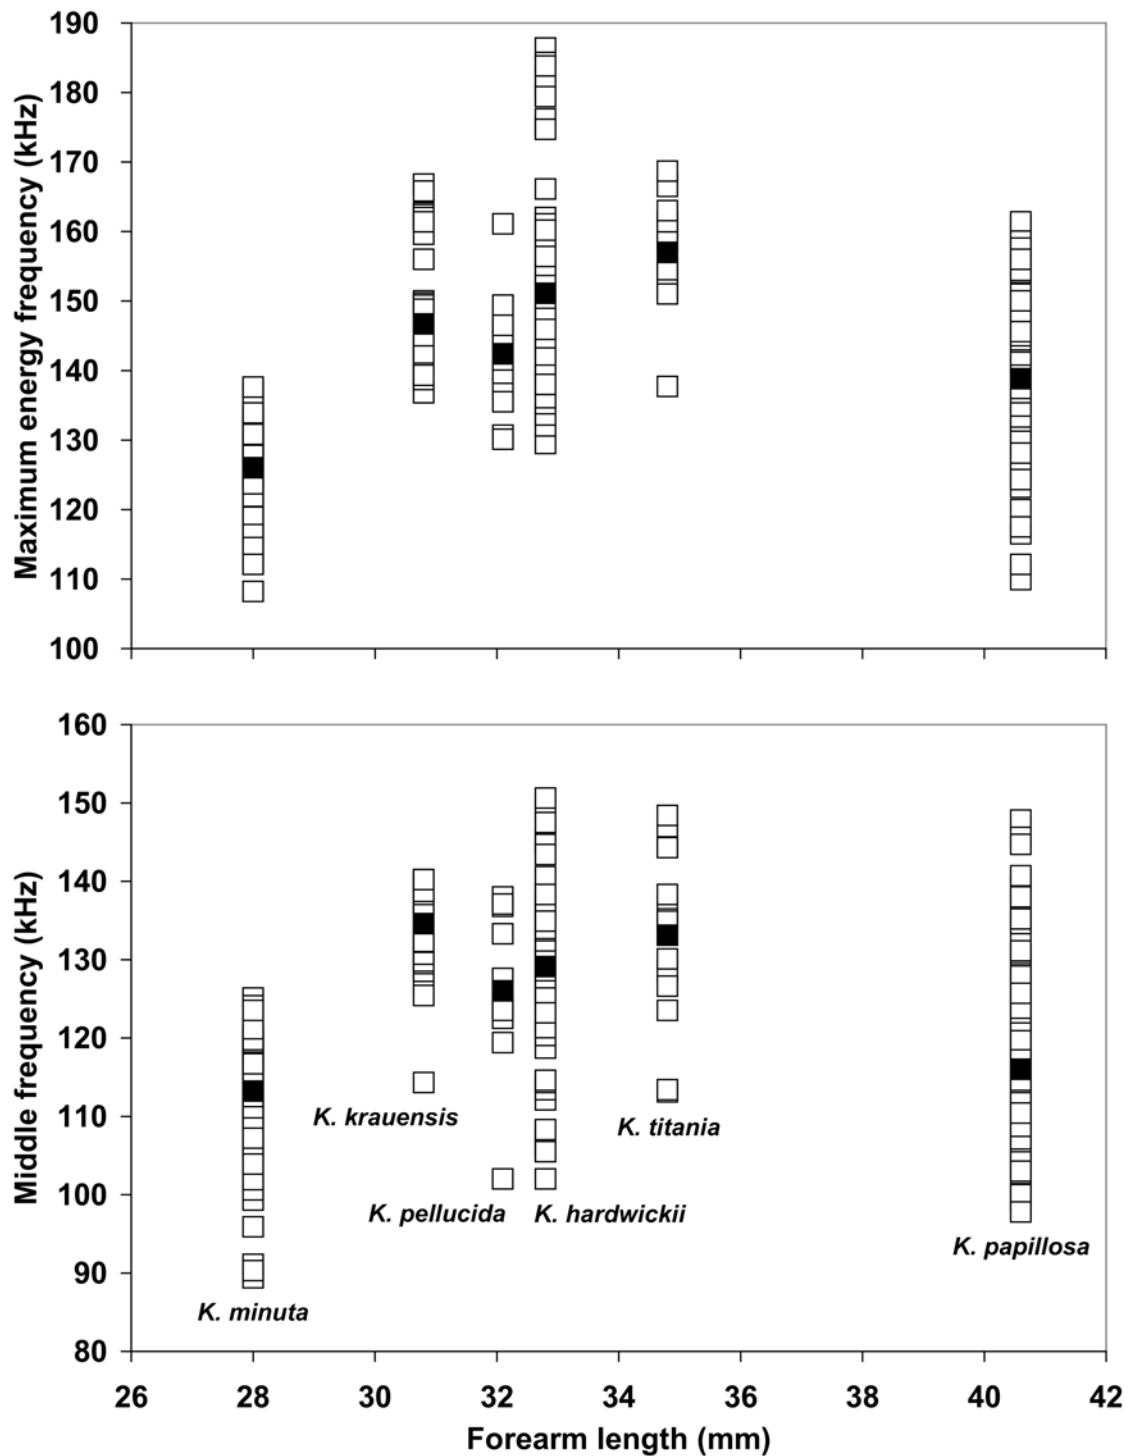 Maximum energy frequency (kHz)
190
180
170
160
150
140
130
120
110
100
Middle frequency (kHz)
160
150
140
130
120
110
100
90
80
K. krauensis
K. titania
K. pellucida K. hardwickii
K. papillosa
K. minuta
26 28 30 32 34 36 38 40 42
Forearm length (mm)